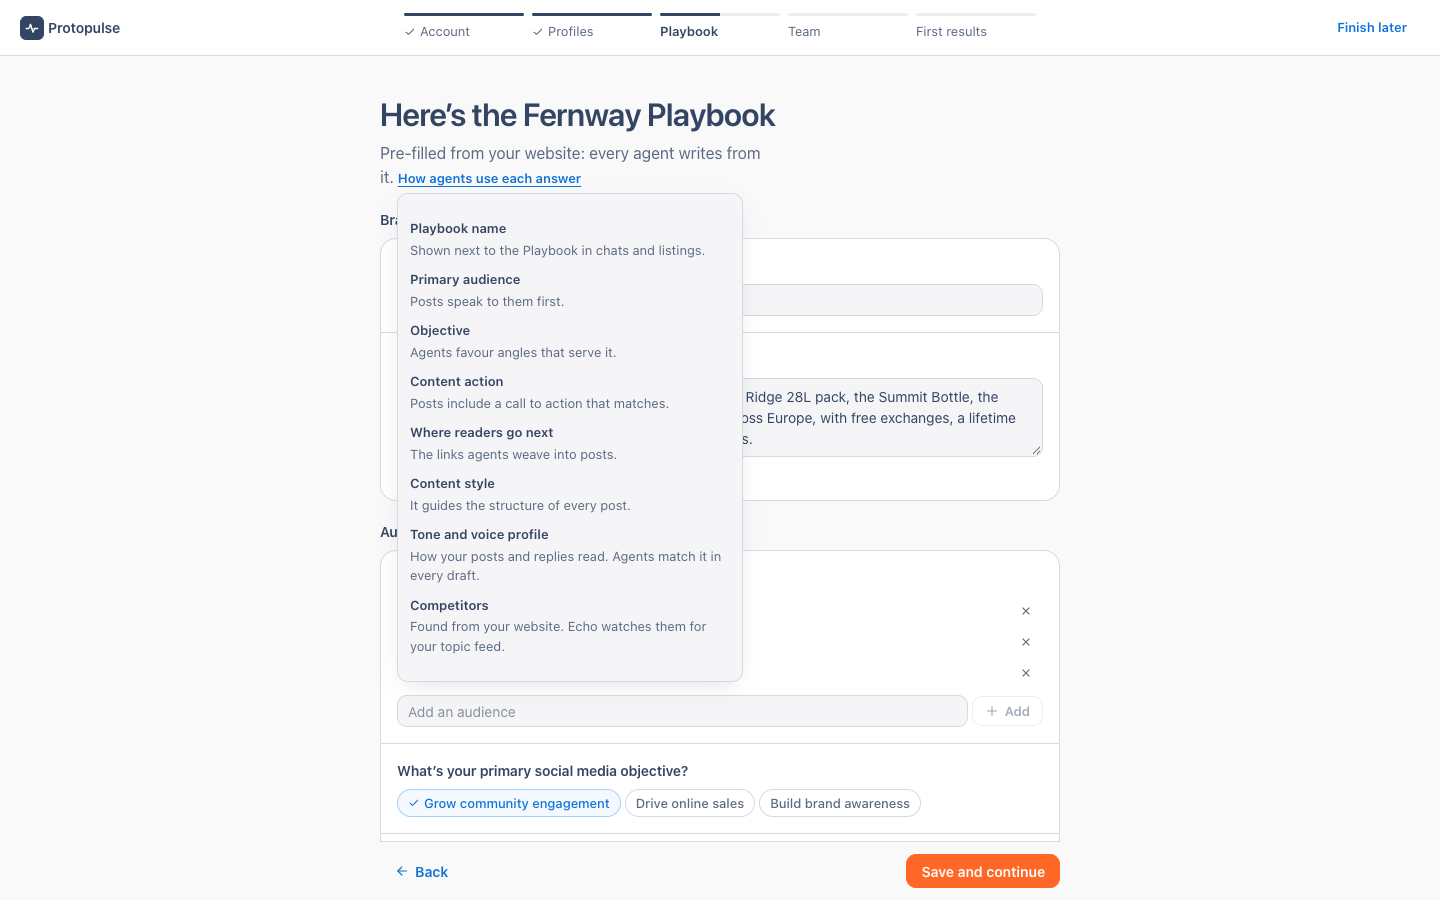 Protopulse
Account
Profiles
Playbook
Team
First results
Finish later
Here's the Fernway Playbook
Pre-filled from your website: every agent writes from
it. How agents use each answer
Playbook name
Shown next to the Playbook in chats and listings.
Primary audience
Posts speak to them first.
Objective
Agents favour angles that serve it.
Content action
Posts include a call to action that matches.
Where readers go next
The links agents weave into posts.
Content style
It guides the structure of every post.
Tone and voice profile
How your posts and replies read. Agents match it in
every draft.
Competitors
Found from your website. Echo watches them for
your topic feed.
Ridge 28L pack, the Summit Bottle, the
Europe, with free exchanges, a lifetime
Add an audience
Add
What's your primary social media objective?
Grow community engagement
Drive online sales
Build brand awareness
Back
Save and continue